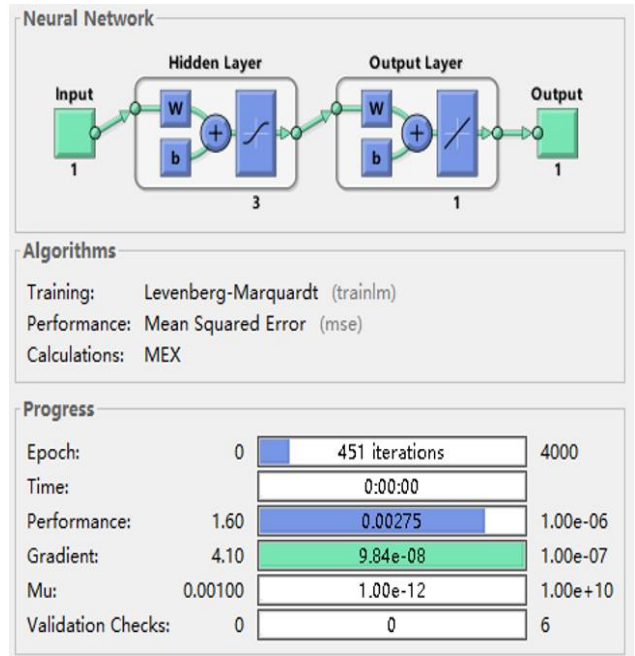 Neural Network
Hidden Layer Output Layer
Input Output
W W
b b
1 3 1 1
Algorithms
Training: Levenberg-Marquardt (trainlm)
Performance: Mean Squared Error (mse)
Calculations: MEX
Progress
Epoch: 0 451 iterations 4000
Time: 0:00:00
Performance: 1.60 0.00275 1.00e-06
Gradient: 4.10 9.84e-08 1.00e-07
Mu: 0.00100 1.00e-12 1.00e+10
Validation Checks: 0 0 6